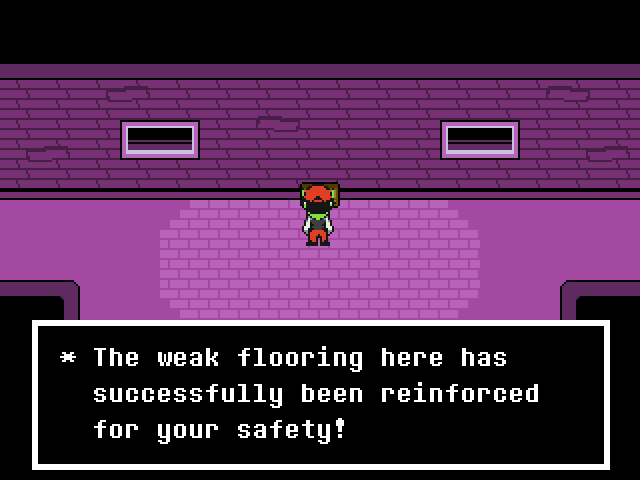 * The weak flooring here has
successfully been reinforced
for your safety!